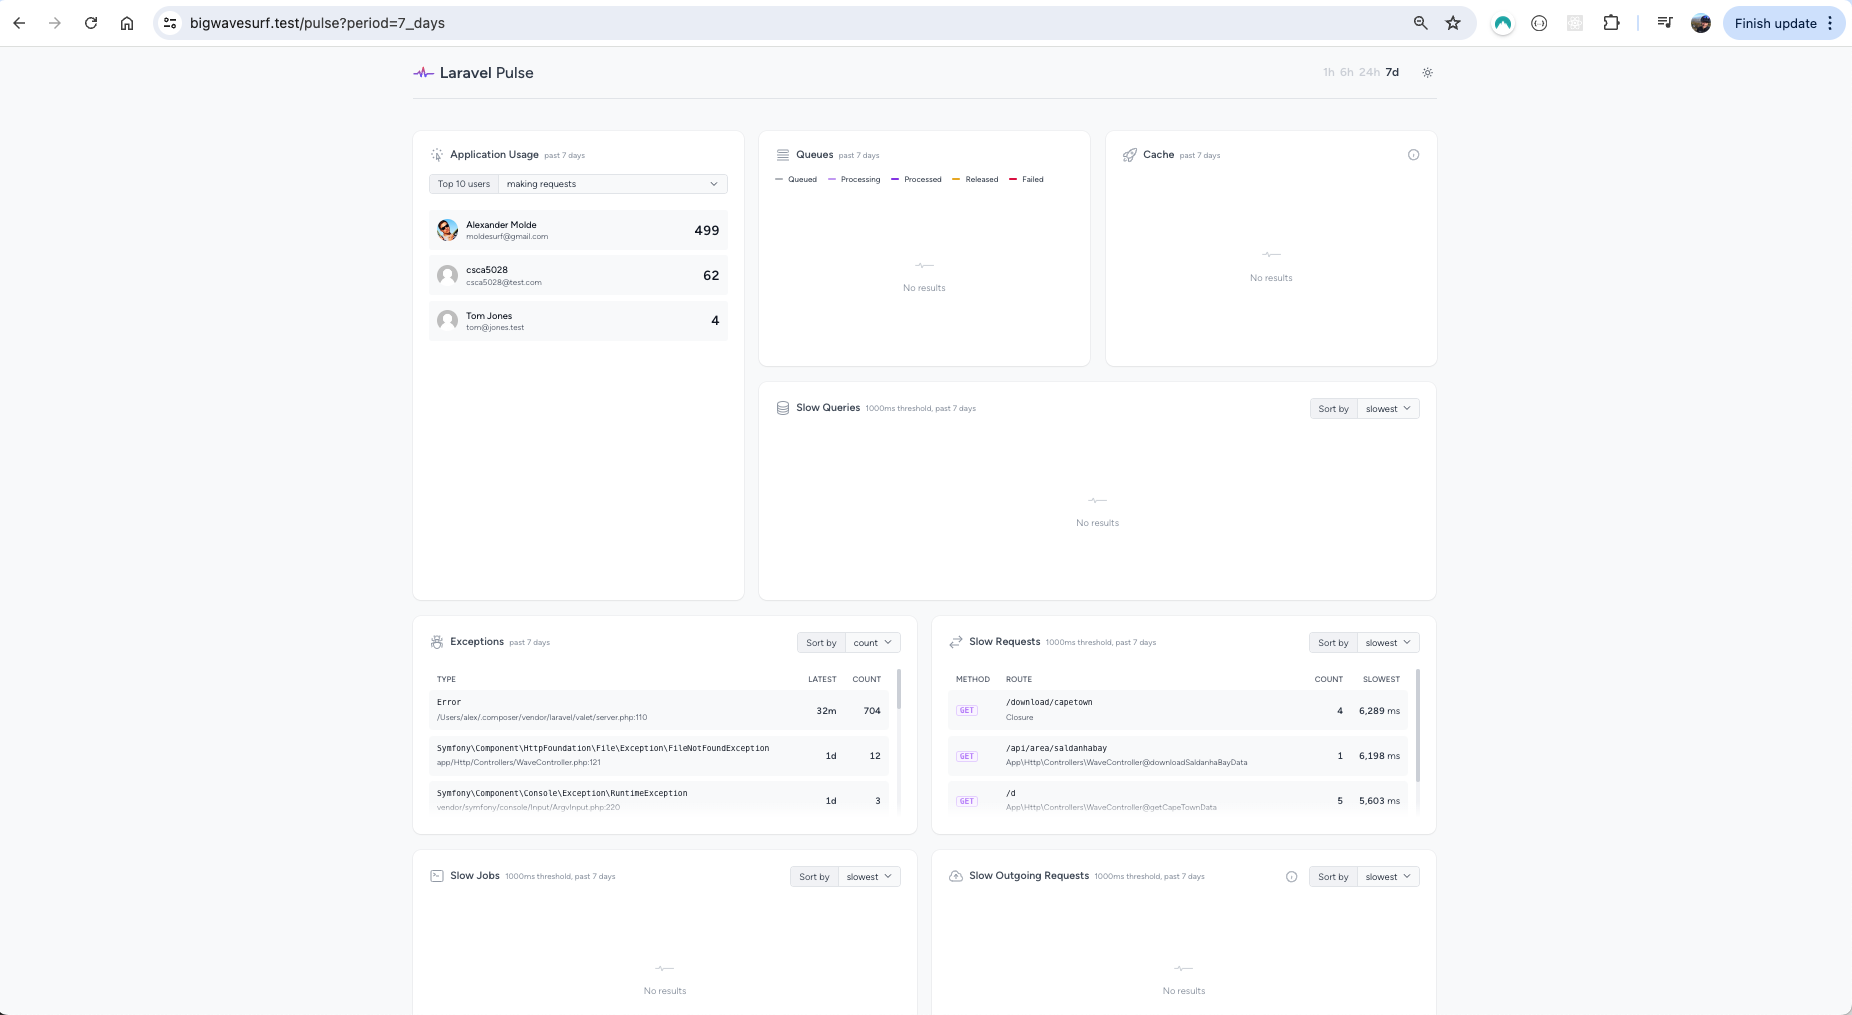 bigwavesurf.test/pulse?period=7_days
Finish update
Laravel Pulse
1h 6h 24h 7d
Application Usage past 7 days
Top 10 users making requests
Alexander Molde
moldesurf@gmail.com
499
csca5028
csca5028@test.com
62
Tom Jones
tom@jones.test
4
Queues past 7 days
Queued Processing Processed Released Failed
No results
Cache past 7 days
No results
Slow Queries 1000ms threshold, past 7 days
Sort by slowest
No results
Exceptions past 7 days
Sort by count
TYPE LATEST COUNT
Error
/Users/alex/.composer/vendor/laravel/valet/server.php:110
32m 704
Symfony\Component\HttpFoundation\File\Exception\FileNotFoundException
app/Http/Controllers/WaveController.php:121
1d 12
Symfony\Component\Console\Exception\RuntimeException
vendor/symfony/console/Input/ArgvInput.php:220
1d 3
Slow Requests 1000ms threshold, past 7 days
Sort by slowest
METHOD ROUTE COUNT SLOWEST
GET /download/capetown
Closure
4 6,289 ms
GET /api/area/saldanhabay
App\Http\Controllers\WaveController@downloadSaldanhaBayData
1 6,198 ms
GET /d
App\Http\Controllers\WaveController@getCapeTownData
5 5,603 ms
Slow Jobs 1000ms threshold, past 7 days
Sort by slowest
No results
Slow Outgoing Requests 1000ms threshold, past 7 days
Sort by slowest
No results